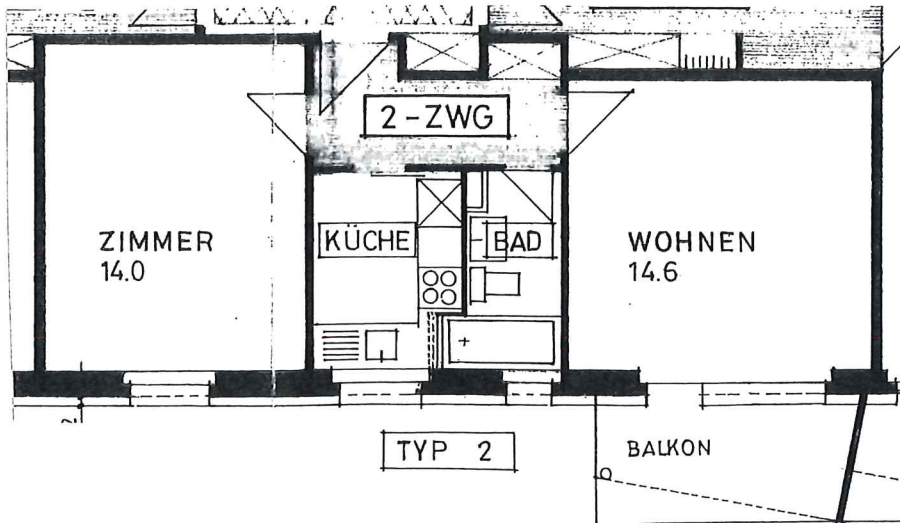 2-ZWG
ZIMMER
14.0
KÜCHE
BAD
WOHNEN
14.6
TYP 2
BALKON